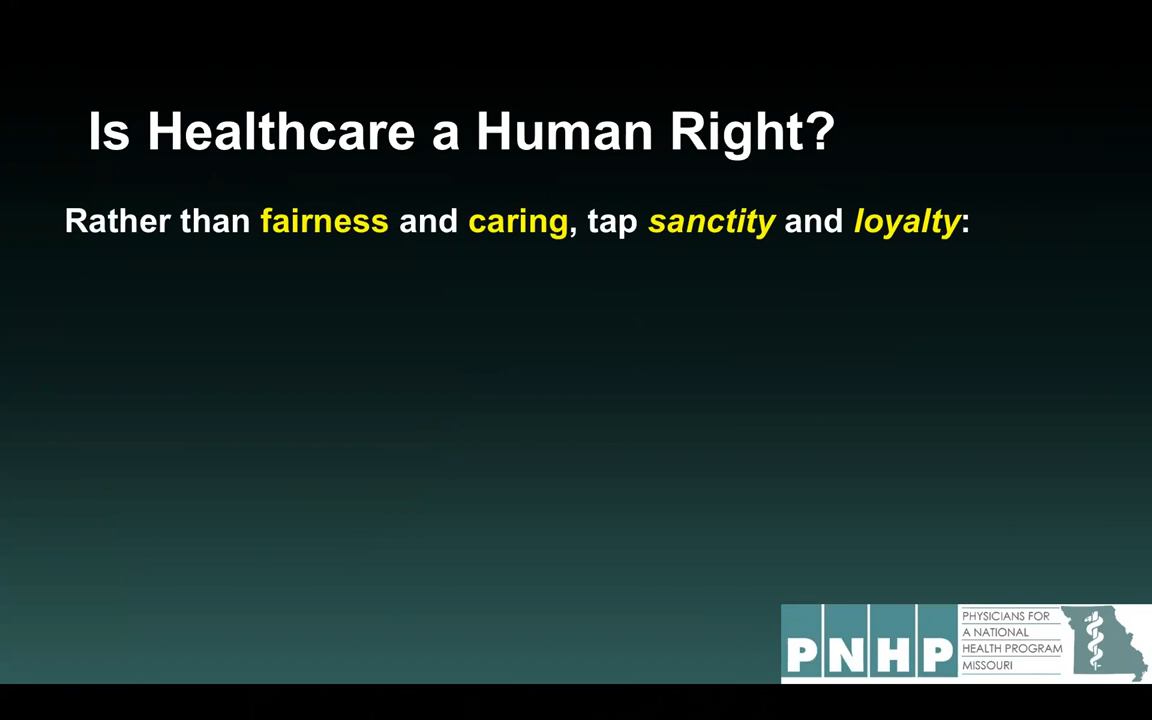 Is Healthcare a Human Right?
Rather than fairness and caring, tap sanctity and loyalty:
PNHP
PHYSICIANS FOR
A NATIONAL
HEALTH PROGRAM
MISSOURI